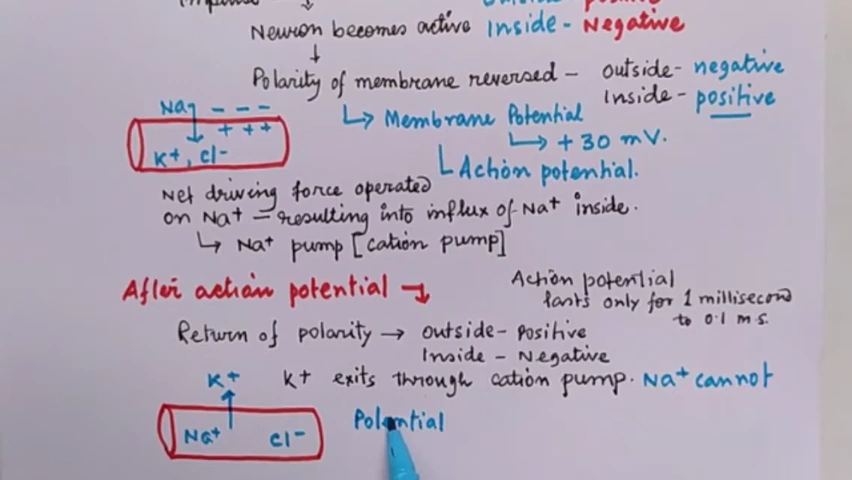 Neuron becomes active Inside - Negative
Polarity of membrane reversed - outside - negative
Inside - positive
Membrane Potential
→ + 30 mV.
Action potential.
Na - - -
+ + +
K+, Cl-
Net driving force operated
on Na+ - resulting into influx of Na+ inside.
Na+ pump [cation pump]
After action potential
Action potential
lasts only for 1 millisecond
to 0.1 m.s.
Return of polarity → outside - Positive
Inside - Negative
K+ exits through cation pump. Na+ cannot
K+
Na+ Cl-
Potential